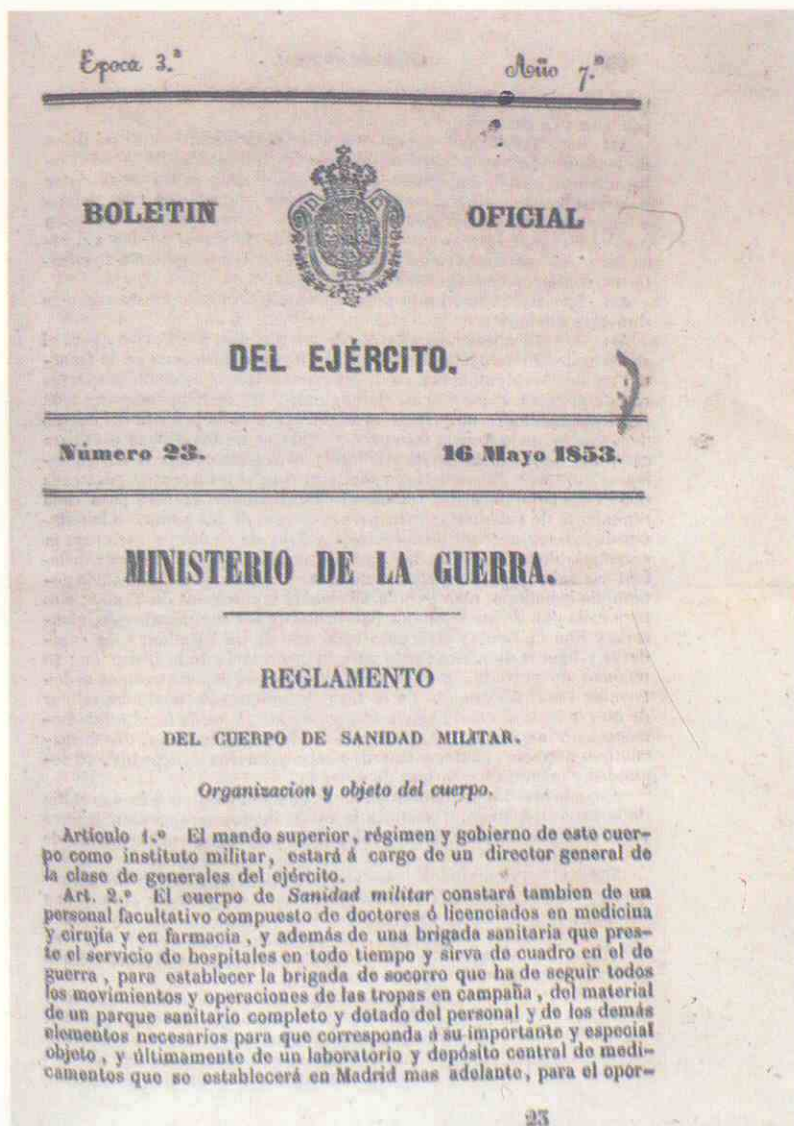 Epoca 3.ª Año 7.º
BOLETIN OFICIAL
DEL EJÉRCITO.
Número 23. 16 Mayo 1853.
MINISTERIO DE LA GUERRA.
REGLAMENTO
DEL CUERPO DE SANIDAD MILITAR.
Organizacion y objeto del cuerpo.
Artículo 1.º El mando superior, régimen y gobierno de este cuer-
po como instituto militar, estará á cargo de un director general de
la clase de generales del ejército.
Art. 2.º El cuerpo de Sanidad militar constará tambien de un
personal facultativo compuesto de doctores ó licenciados en medicina
y cirujía y en farmacia, y además de una brigada sanitaria que pres-
te el servicio de hospitales en todo tiempo y sirva de cuadro en el de
guerra, para establecer la brigada de socorro que ha de seguir todos
los movimientos y operaciones de las tropas en campaña, del material
de un parque sanitario completo y dotado del personal y de los demás
elementos necesarios para que corresponda á su importante y especial
objeto, y últimamente de un laboratorio y depósito central de medi-
camentos que se establecerá en Madrid mas adelante, para el opor-
23